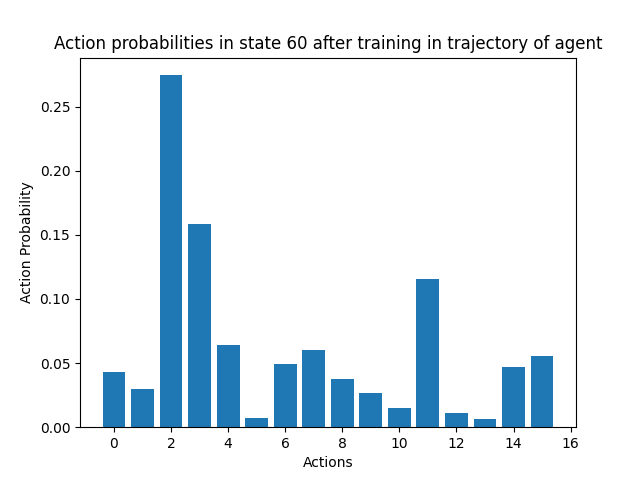 Action probabilities in state 60 after training in trajectory of agent
0.25
0.20
0.15
0.10
0.05
0.00
Action Probability
0 2 4 6 8 10 12 14 16
Actions